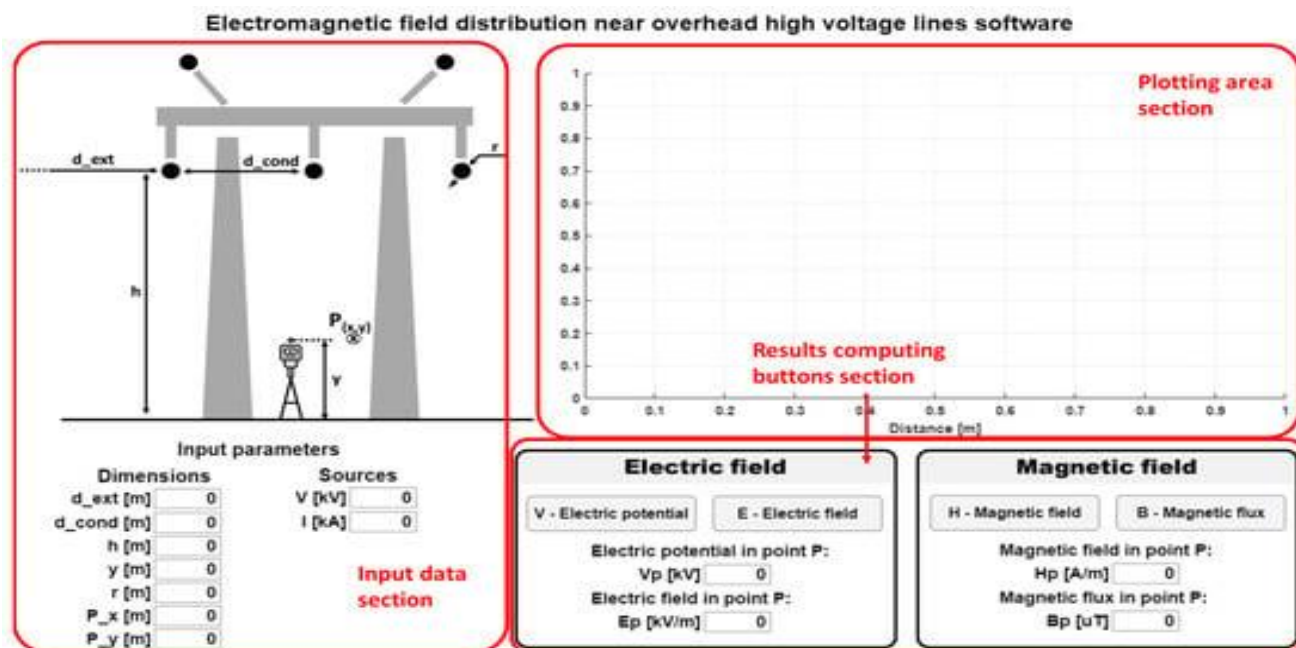 Electromagnetic field distribution near overhead high voltage lines software
d_ext
d_cond
r
h
P(x,y)
y
Input parameters
Dimensions
d_ext [m] 0
d_cond [m] 0
h [m] 0
y [m] 0
r [m] 0
P_x [m] 0
P_y [m] 0
Sources
V [kV] 0
I [kA] 0
Input data
section
Plotting area
section
1
0.9
0.8
0.7
0.6
0.5
0.4
0.3
0.2
0.1
0
0 0.1 0.2 0.3 0.4 0.5 0.6 0.7 0.8 0.9 1
Distance [m]
Results computing
buttons section
Electric field
V - Electric potential
E - Electric field
Electric potential in point P:
Vp [kV] 0
Electric field in point P:
Ep [kV/m] 0
Magnetic field
H - Magnetic field
B - Magnetic flux
Magnetic field in point P:
Hp [A/m] 0
Magnetic flux in point P:
Bp [uT] 0